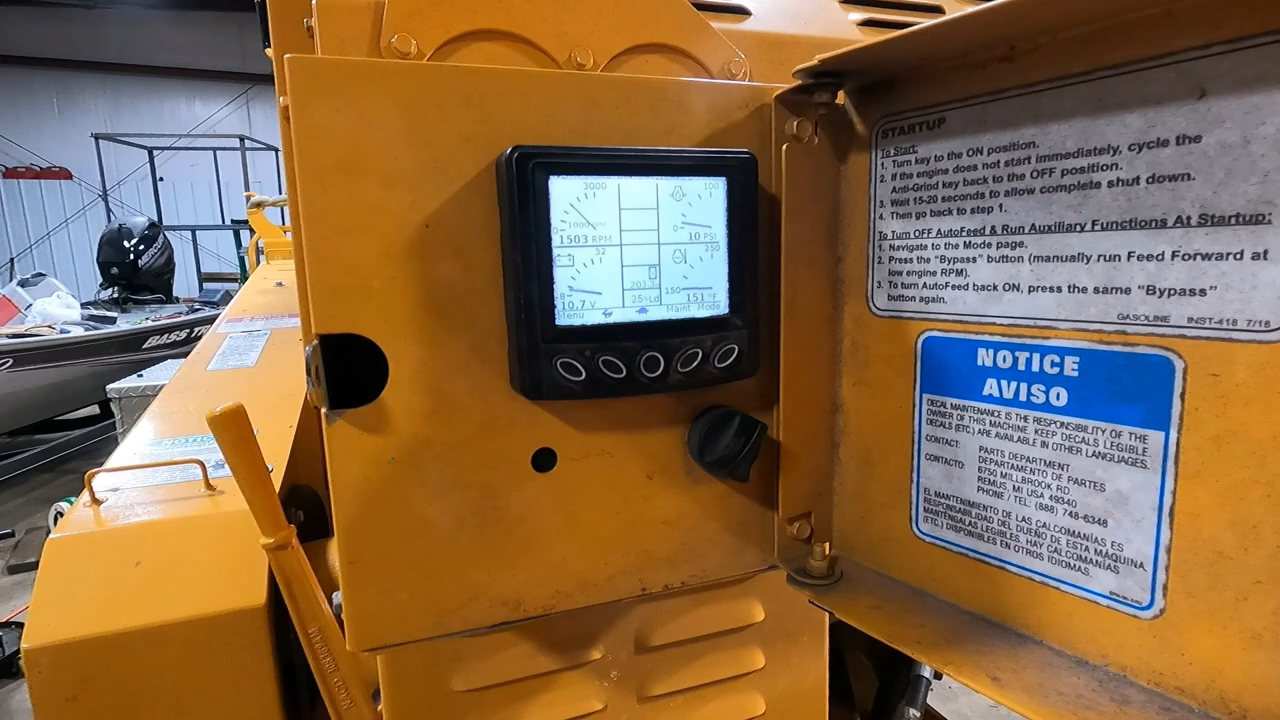 3000
1000
0
1503 RPM
100
0
10 PSI
32
8
10.7 V
201.1
25%Ld
250
150
151 °F
Menu
Maint Mode
STARTUP
To Start:
1. Turn key to the ON position.
2. If the engine does not start immediately, cycle the
Anti-Grind key back to the OFF position.
3. Wait 15-20 seconds to allow complete shut down.
4. Then go back to step 1.
To Turn OFF AutoFeed & Run Auxiliary Functions At Startup:
1. Navigate to the Mode page.
2. Press the "Bypass" button (manually run Feed Forward at
low engine RPM).
3. To turn AutoFeed back ON, press the same "Bypass"
button again.
GASOLINE INST-418 7/18
NOTICE
AVISO
DECAL MAINTENANCE IS THE RESPONSIBILITY OF THE
OWNER OF THIS MACHINE. KEEP DECALS LEGIBLE.
DECALS (ETC.) ARE AVAILABLE IN OTHER LANGUAGES.
CONTACT: PARTS DEPARTMENT
CONTACTO: DEPARTAMENTO DE PARTES
6750 MILLBROOK RD.
REMUS, MI USA 49340
PHONE / TEL: (888) 748-6348
EL MANTENIMIENTO DE LAS CALCOMANÍAS ES
RESPONSABILIDAD DEL DUEÑO DE ESTA MÁQUINA.
MANTÉNGALAS LEGIBLES. HAY CALCOMANÍAS
(ETC.) DISPONIBLES EN OTROS IDIOMAS.
MERCURY
BASS TR
NOTICE